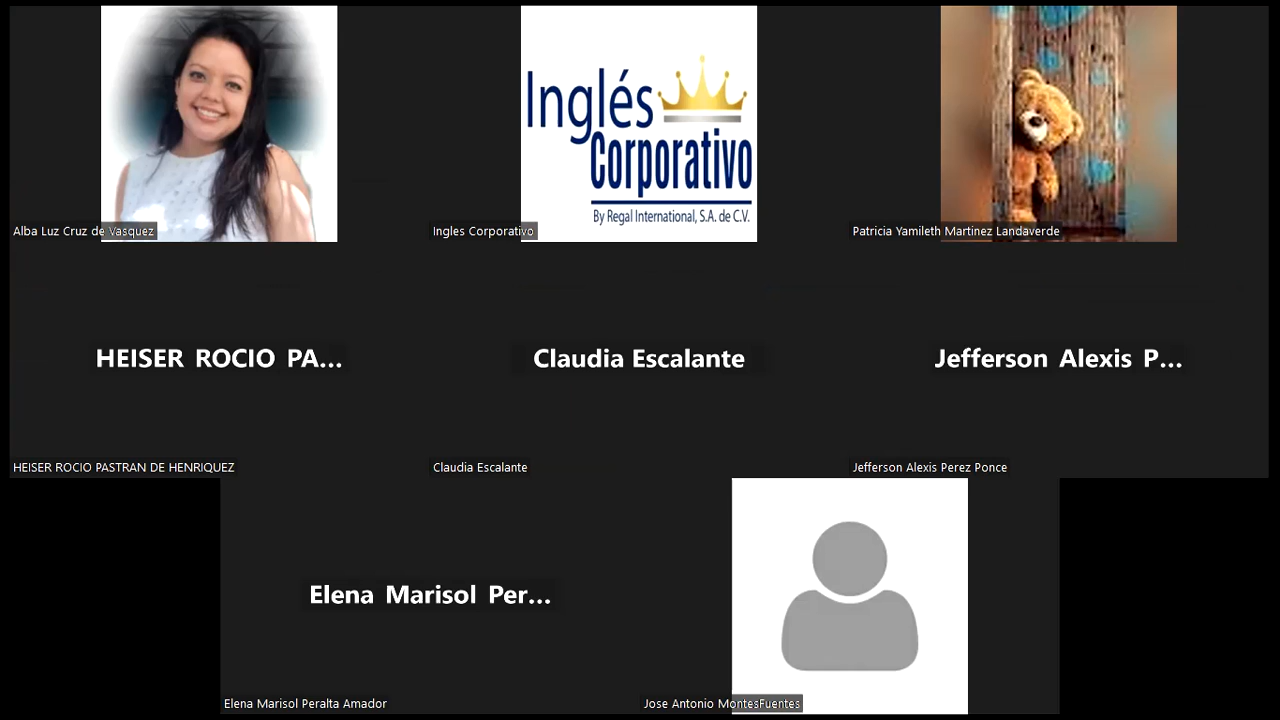 Inglés
Corporativo
By Regal International, S.A. de C.V.
Alba Luz Cruz de Vasquez
Ingles Corporativo
Patricia Yamileth Martinez Landaverde
HEISER ROCIO PA...
Claudia Escalante
Jefferson Alexis P...
HEISER ROCIO PASTRAN DE HENRIQUEZ
Claudia Escalante
Jefferson Alexis Perez Ponce
Elena Marisol Per...
Elena Marisol Peralta Amador
Jose Antonio MontesFuentes